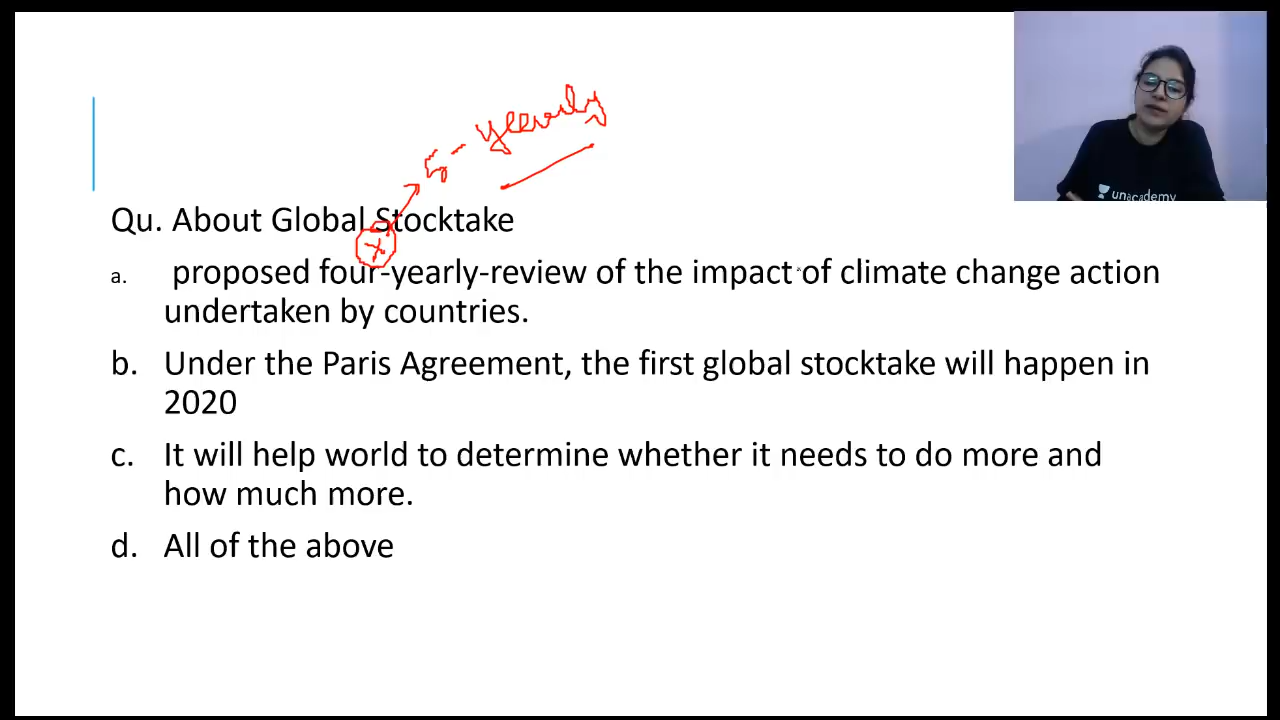 5- yearly
unacademy
Qu. About Global Stocktake
x
a. proposed four-yearly-review of the impact of climate change action
undertaken by countries.
b. Under the Paris Agreement, the first global stocktake will happen in
2020
c. It will help world to determine whether it needs to do more and
how much more.
d. All of the above